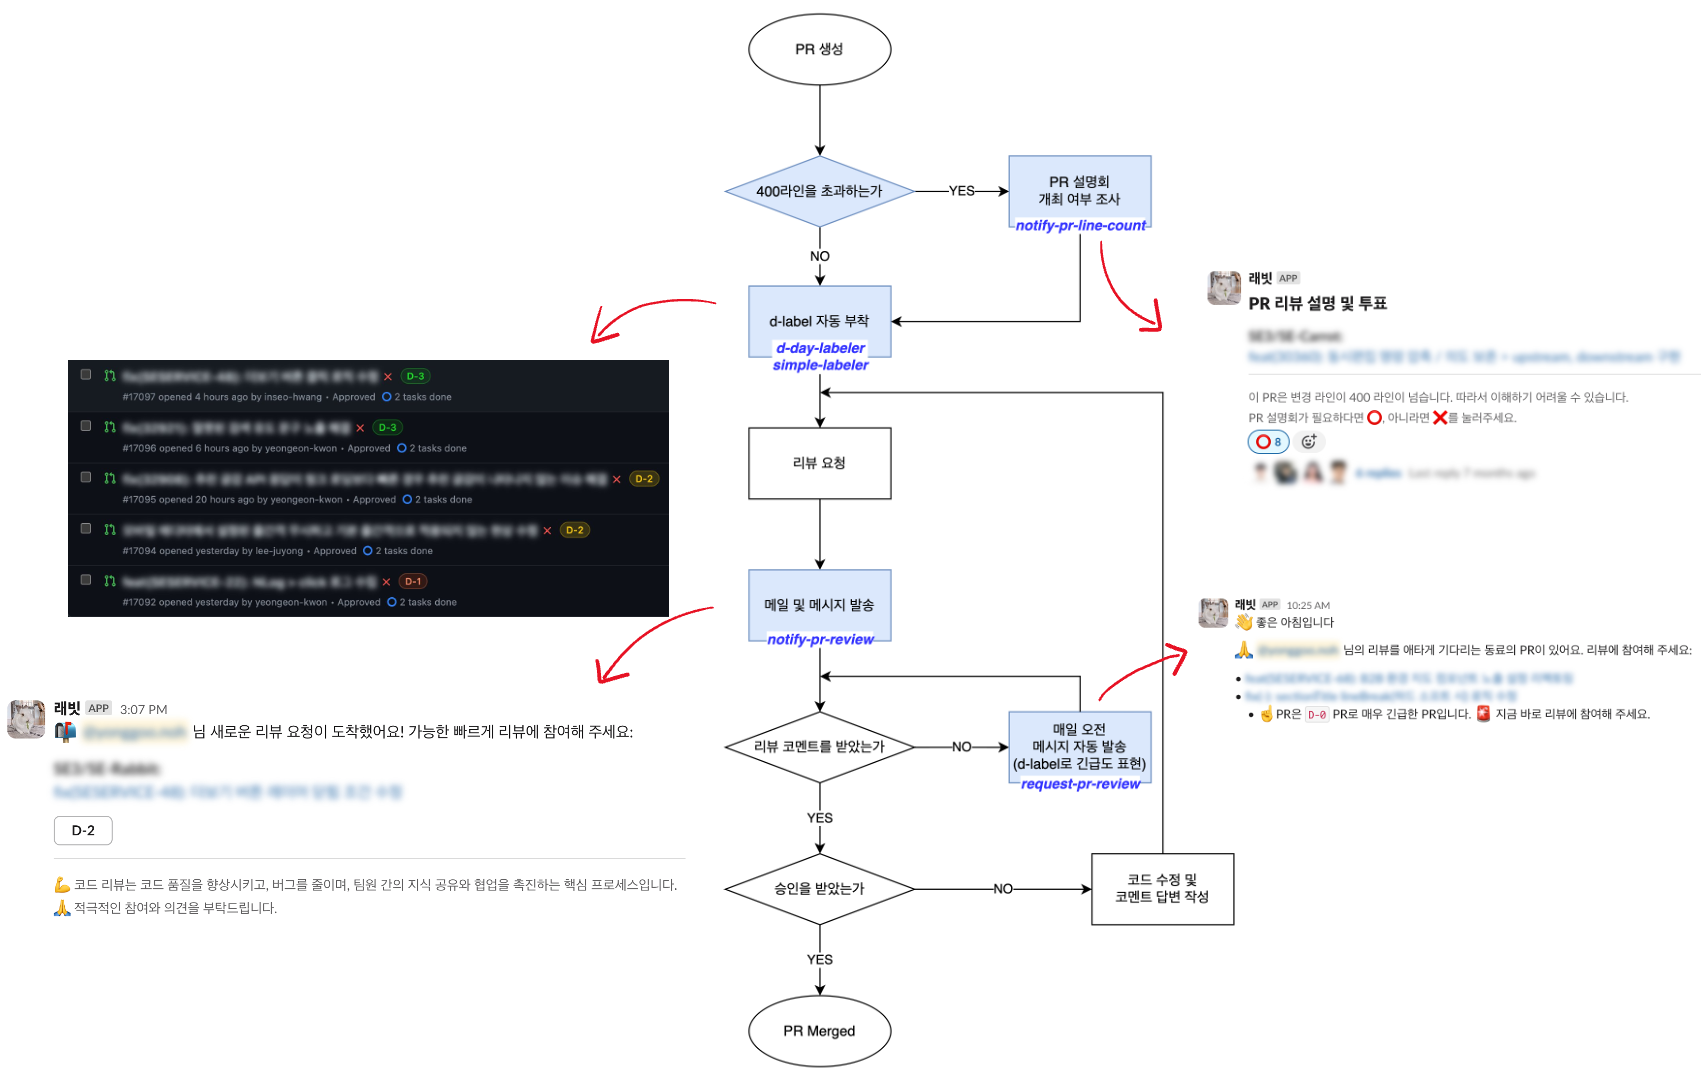 PR 생성
400라인을 초과하는가
YES
PR 설명회
개최 여부 조사
notify-pr-line-count
NO
d-label 자동 부착
d-day-labeler
simple-labeler
리뷰 요청
메일 및 메시지 발송
notify-pr-review
리뷰 코멘트를 받았는가
NO
매일 오전
메시지 자동 발송
(d-label로 긴급도 표현)
request-pr-review
YES
승인을 받았는가
NO
코드 수정 및
코멘트 답변 작성
YES
PR Merged
D-3
#17097 opened 4 hours ago by inseo-hwang • Approved 2 tasks done
D-3
#17096 opened 6 hours ago by yeongeon-kwon • Approved 2 tasks done
D-2
#17095 opened 20 hours ago by yeongeon-kwon • Approved 2 tasks done
D-2
#17094 opened yesterday by lee-juyong • Approved 2 tasks done
D-1
#17092 opened yesterday by yeongeon-kwon • Approved 2 tasks done
래빗 APP 3:07 PM
📬 님 새로운 리뷰 요청이 도착했어요! 가능한 빠르게 리뷰에 참여해 주세요:
D-2
💪 코드 리뷰는 코드 품질을 향상시키고, 버그를 줄이며, 팀원 간의 지식 공유와 협업을 촉진하는 핵심 프로세스입니다.
🙏 적극적인 참여와 의견을 부탁드립니다.
래빗 APP
PR 리뷰 설명 및 투표
이 PR은 변경 라인이 400 라인이 넘습니다. 따라서 이해하기 어려울 수 있습니다.
PR 설명회가 필요하다면 ⭕, 아니라면 ❌를 눌러주세요.
⭕ 8
래빗 APP 10:25 AM
👋 좋은 아침입니다
🙏 님의 리뷰를 애타게 기다리는 동료의 PR이 있어요. 리뷰에 참여해 주세요:
• ☝️PR은 D-0 PR로 매우 긴급한 PR입니다. 🚨 지금 바로 리뷰에 참여해 주세요.